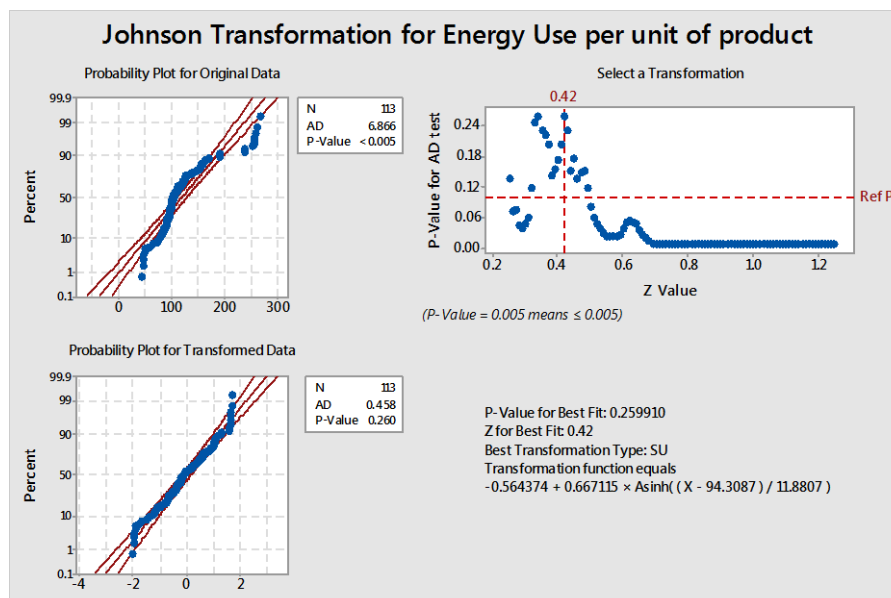 Johnson Transformation for Energy Use per unit of product
Probability Plot for Original Data
99.9
99
90
50
10
1
0.1
Percent
0 100 200 300
N 113
AD 6.866
P-Value <0.005
Select a Transformation
0.42
0.24
0.18
0.12
0.06
0.00
P-Value for AD test
Ref P
0.2 0.4 0.6 0.8 1.0 1.2
Z Value
(P-Value = 0.005 means ≤ 0.005)
Probability Plot for Transformed Data
99.9
99
90
50
10
1
0.1
Percent
-4 -2 0 2
N 113
AD 0.458
P-Value 0.260
P-Value for Best Fit: 0.259910
Z for Best Fit: 0.42
Best Transformation Type: SU
Transformation function equals
-0.564374 + 0.667115 × Asinh( ( X - 94.3087 ) / 11.8807 )